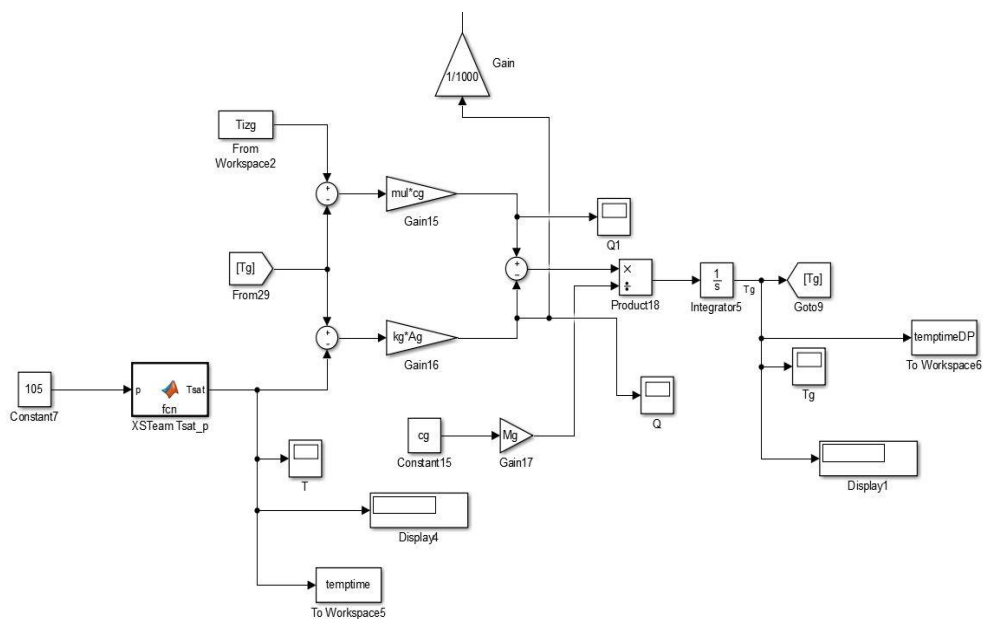 1/1000
Gain
Tizg
From
Workspace2
+
-
mul*cg
Gain15
Q1
[Tg]
From29
+
-
×
÷
Product18
1
s
Integrator5
Tg
[Tg]
Goto9
+
-
kg*Ag
Gain16
temptimeDP
To Workspace6
Tg
105
Constant7
p
Tsat
fcn
XSTeam Tsat_p
Q
cg
Constant15
Mg
Gain17
T
Display1
Display4
temptime
To Workspace5